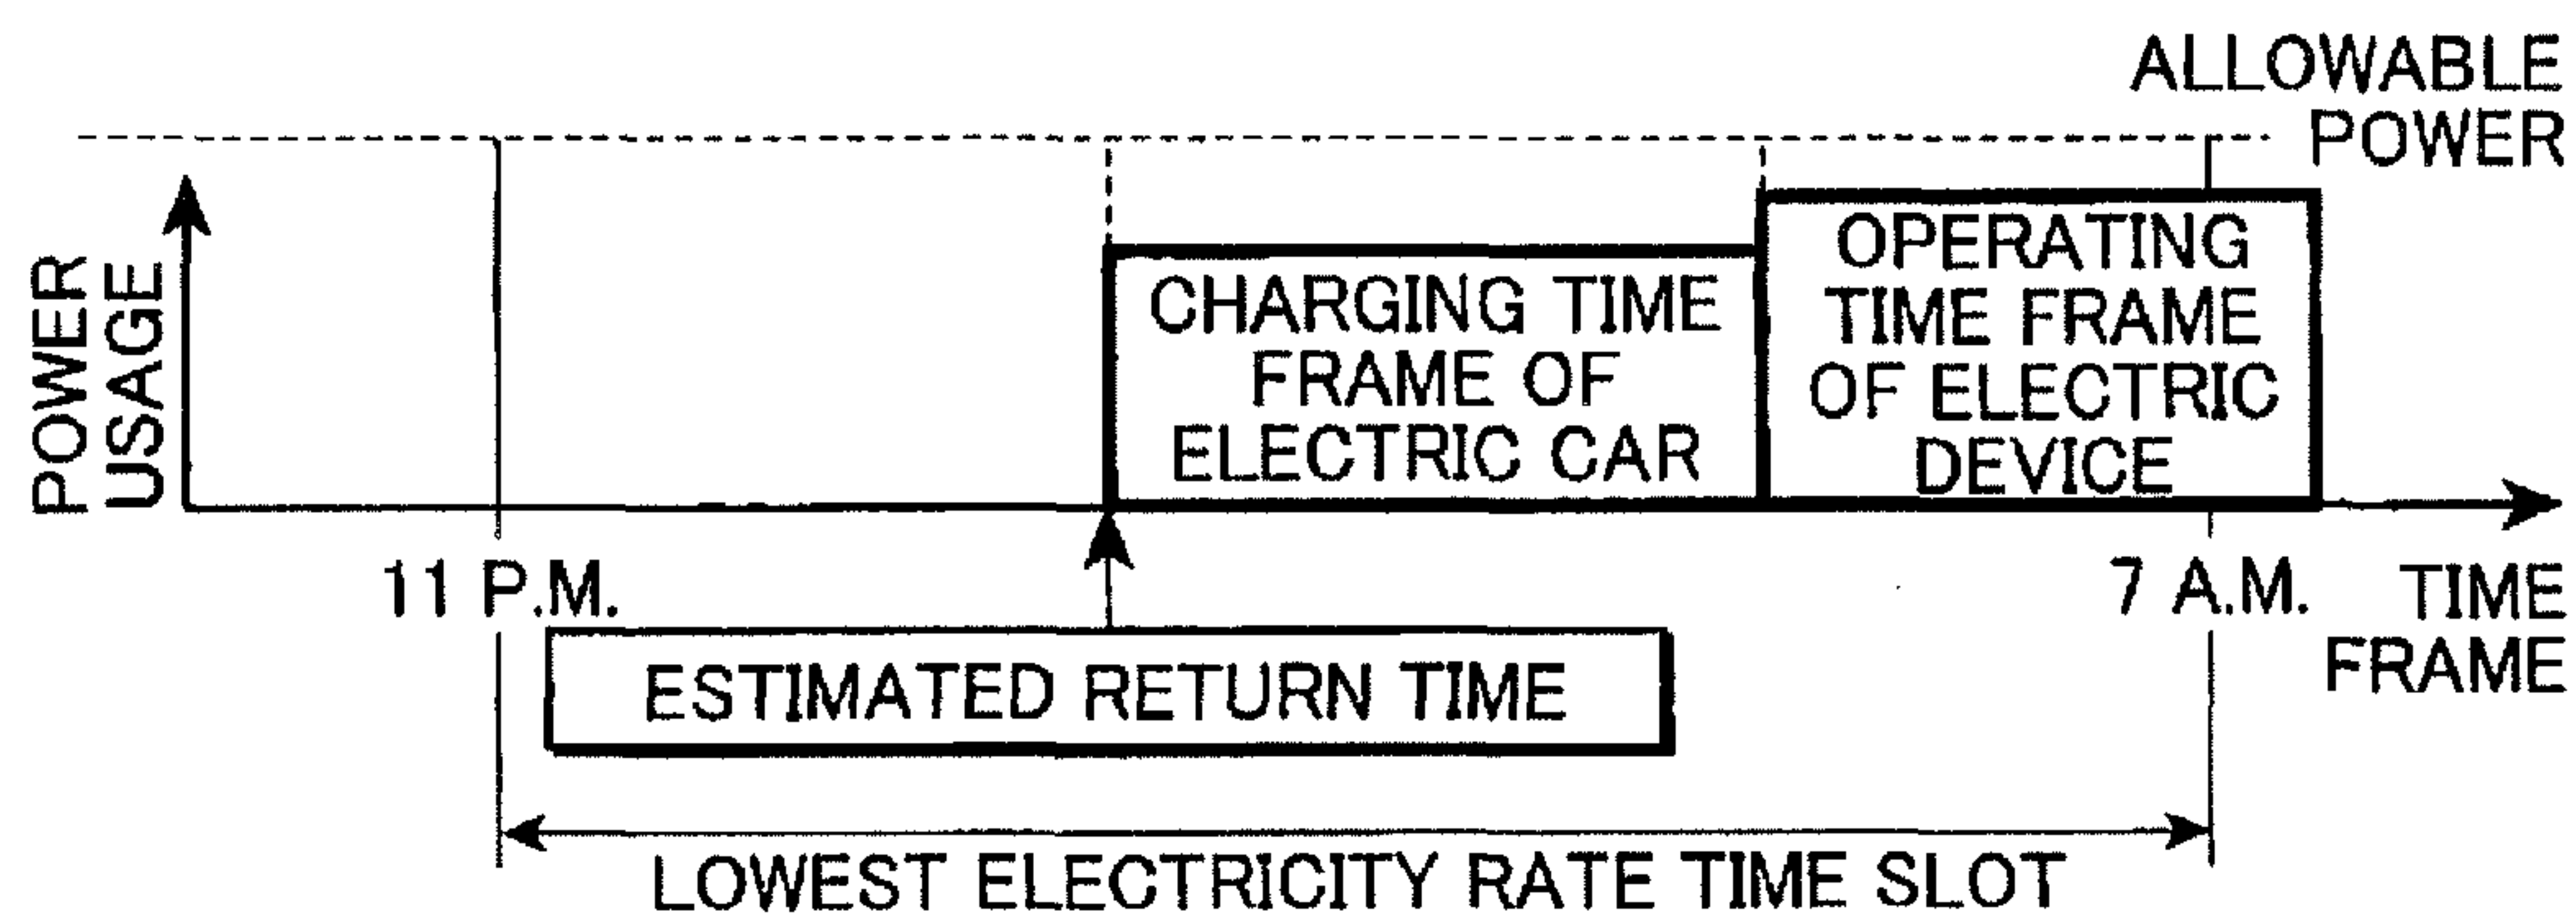 ALLOWABLE
POWER
POWER
USAGE
CHARGING TIME
FRAME OF
ELECTRIC CAR
OPERATING
TIME FRAME
OF ELECTRIC
DEVICE
11 P.M.
7 A.M.
TIME
FRAME
ESTIMATED RETURN TIME
LOWEST ELECTRICITY RATE TIME SLOT